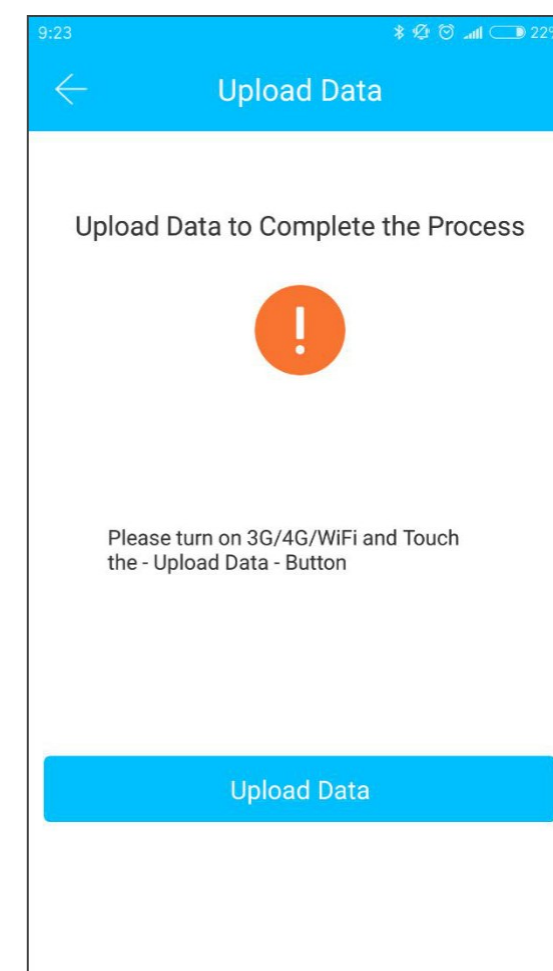 9:23 22%
Upload Data
Upload Data to Complete the Process
!
Please turn on 3G/4G/WiFi and Touch
the - Upload Data - Button
Upload Data